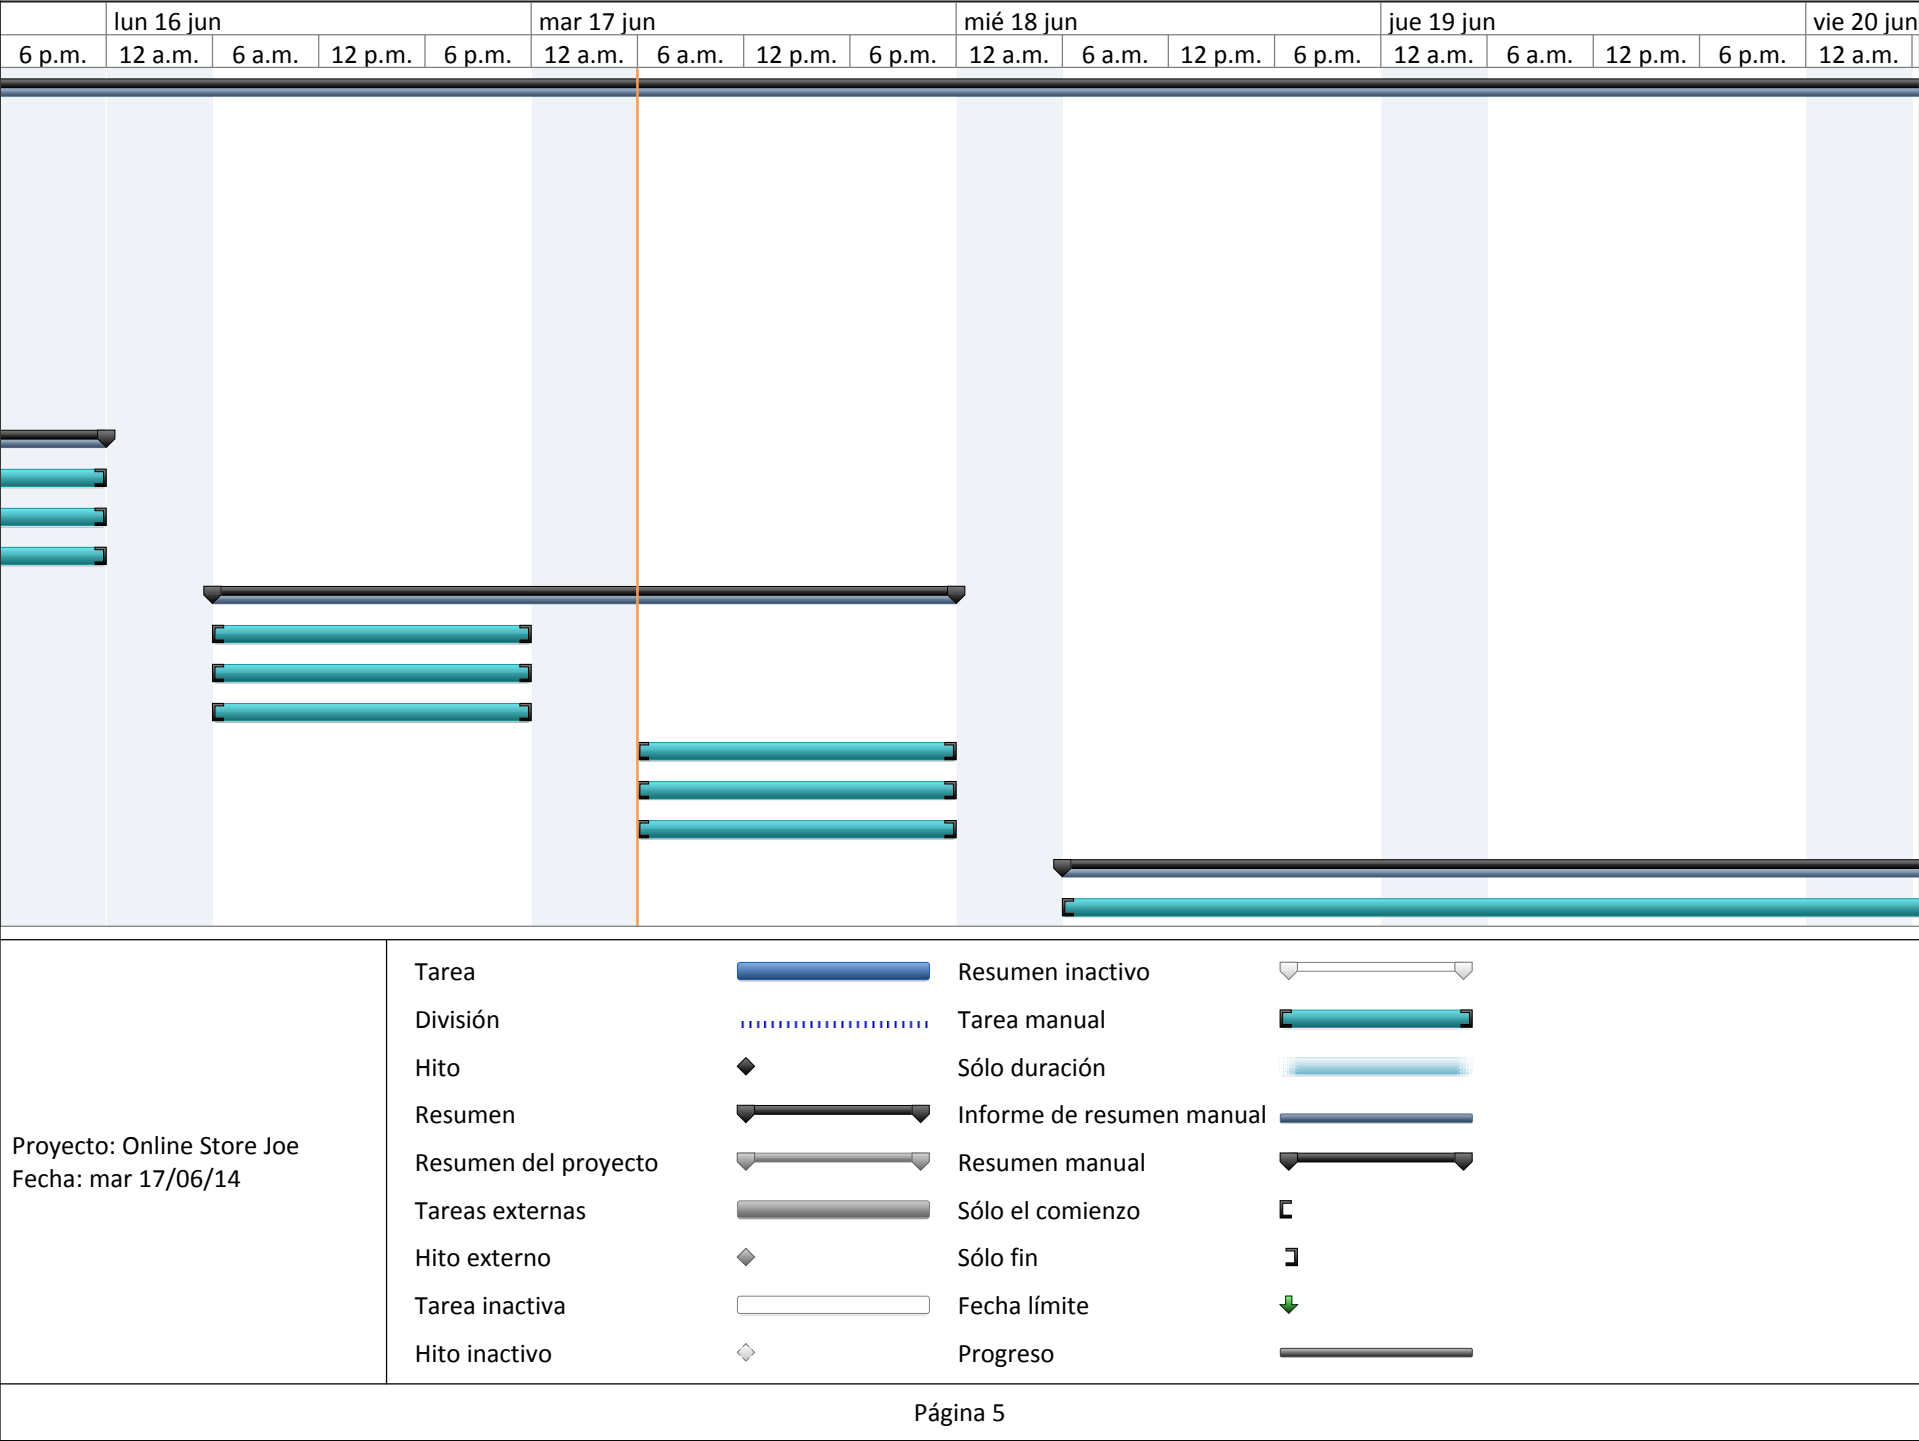 lun 16 jun mar 17 jun mié 18 jun jue 19 jun vie 20 jun
6 p.m. 12 a.m. 6 a.m. 12 p.m. 6 p.m. 12 a.m. 6 a.m. 12 p.m. 6 p.m. 12 a.m. 6 a.m. 12 p.m. 6 p.m. 12 a.m. 6 a.m. 12 p.m. 6 p.m. 12 a.m.
Proyecto: Online Store Joe
Fecha: mar 17/06/14
Tarea
División
Hito
Resumen
Resumen del proyecto
Tareas externas
Hito externo
Tarea inactiva
Hito inactivo
Resumen inactivo
Tarea manual
Sólo duración
Informe de resumen manual
Resumen manual
Sólo el comienzo
Sólo fin
Fecha límite
Progreso
Página 5